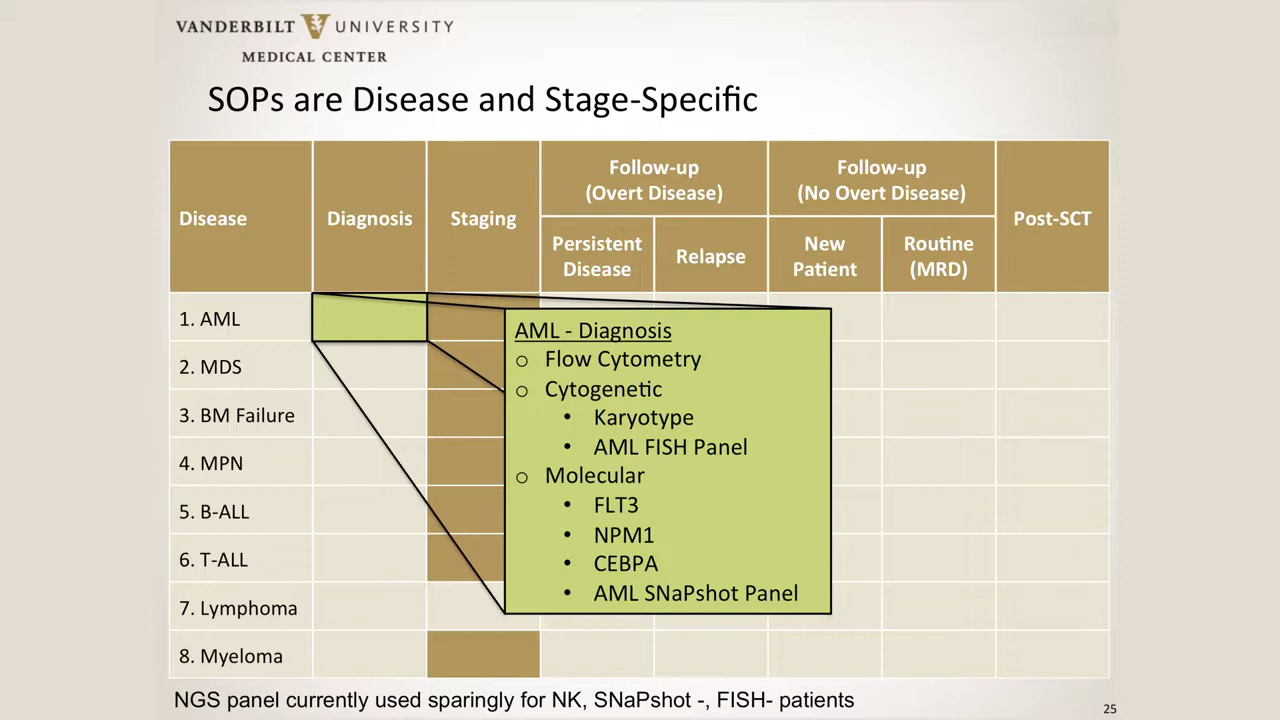 VANDERBILT UNIVERSITY
MEDICAL CENTER
SOPs are Disease and Stage-Specific
Disease
Diagnosis
Staging
Follow-up
(Overt Disease)
Follow-up
(No Overt Disease)
Post-SCT
Persistent
Disease
Relapse
New
Patient
Routine
(MRD)
1. AML
2. MDS
3. BM Failure
4. MPN
5. B-ALL
6. T-ALL
7. Lymphoma
8. Myeloma
AML - Diagnosis
o Flow Cytometry
o Cytogenetic
• Karyotype
• AML FISH Panel
o Molecular
• FLT3
• NPM1
• CEBPA
• AML SNaPshot Panel
NGS panel currently used sparingly for NK, SNaPshot -, FISH- patients
25